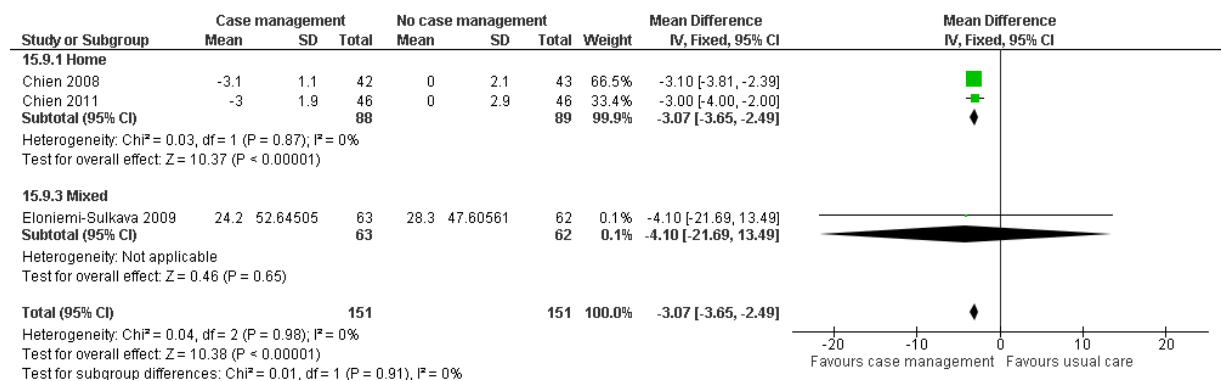 Case management No case management Mean Difference Mean Difference
Study or Subgroup Mean SD Total Mean SD Total Weight IV, Fixed, 95% CI IV, Fixed, 95% CI
15.9.1 Home
Chien 2008 -3.1 1.1 42 0 2.1 43 66.5% -3.10 [-3.81, -2.39]
Chien 2011 -3 1.9 46 0 2.9 46 33.4% -3.00 [-4.00, -2.00]
Subtotal (95% CI) 88 89 99.9% -3.07 [-3.65, -2.49]
Heterogeneity: Chi² = 0.03, df = 1 (P = 0.87); I² = 0%
Test for overall effect: Z = 10.37 (P < 0.00001)
15.9.3 Mixed
Eloniemi-Sulkava 2009 24.2 52.64505 63 28.3 47.60561 62 0.1% -4.10 [-21.69, 13.49]
Subtotal (95% CI) 63 62 0.1% -4.10 [-21.69, 13.49]
Heterogeneity: Not applicable
Test for overall effect: Z = 0.46 (P = 0.65)
Total (95% CI) 151 151 100.0% -3.07 [-3.65, -2.49]
Heterogeneity: Chi² = 0.04, df = 2 (P = 0.98); I² = 0%
Test for overall effect: Z = 10.38 (P < 0.00001)
Test for subgroup differences: Chi² = 0.01, df = 1 (P = 0.91), I² = 0%
-20 -10 0 10 20
Favours case management Favours usual care